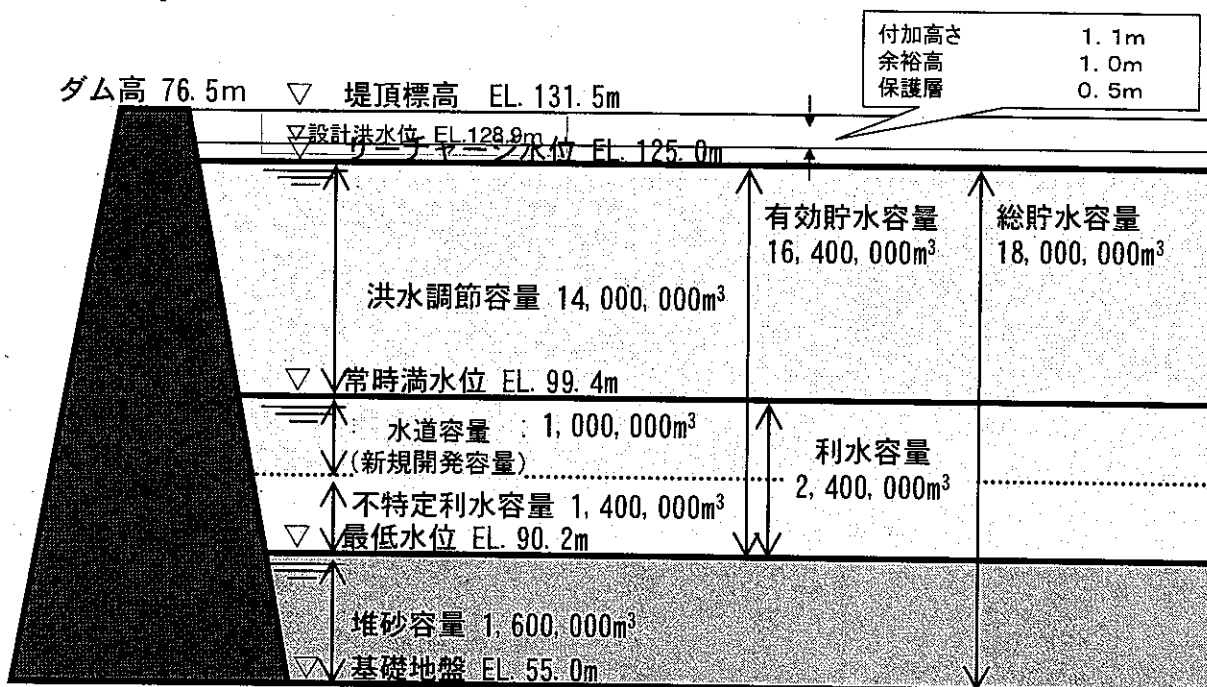 付加高さ 1.1m
余裕高 1.0m
保護層 0.5m
ダム高 76.5m
▽ 堤頂標高 EL.131.5m
▽設計洪水位 EL.128.9m
▽ サーチャージ水位 EL.125.0m
有効貯水容量
16,400,000m³
総貯水容量
18,000,000m³
洪水調節容量 14,000,000m³
▽ 常時満水位 EL.99.4m
水道容量 : 1,000,000m³
(新規開発容量)
利水容量
2,400,000m³
不特定利水容量 1,400,000m³
▽ 最低水位 EL.90.2m
堆砂容量 1,600,000m³
▽ 基礎地盤 EL.55.0m